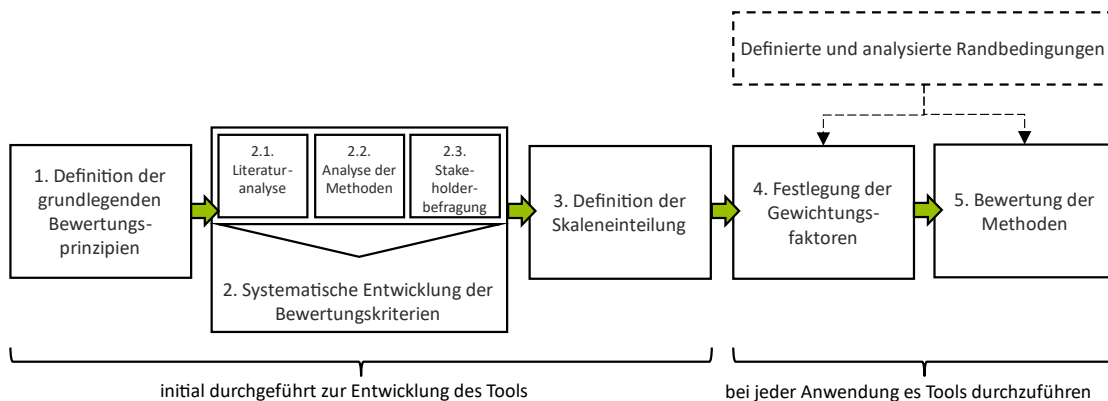 Definierte und analysierte Randbedingungen
1. Definition der
grundlegenden
Bewertungs-
prinzipien
2.1.
Literatur-
analyse
2.2.
Analyse der
Methoden
2.3.
Stake-
holder-
befragung
2. Systematische Entwicklung der
Bewertungskriterien
3. Definition der
Skaleneinteilung
4. Festlegung der
Gewichtungs-
faktoren
5. Bewertung der
Methoden
initial durchgeführt zur Entwicklung des Tools
bei jeder Anwendung es Tools durchzuführen